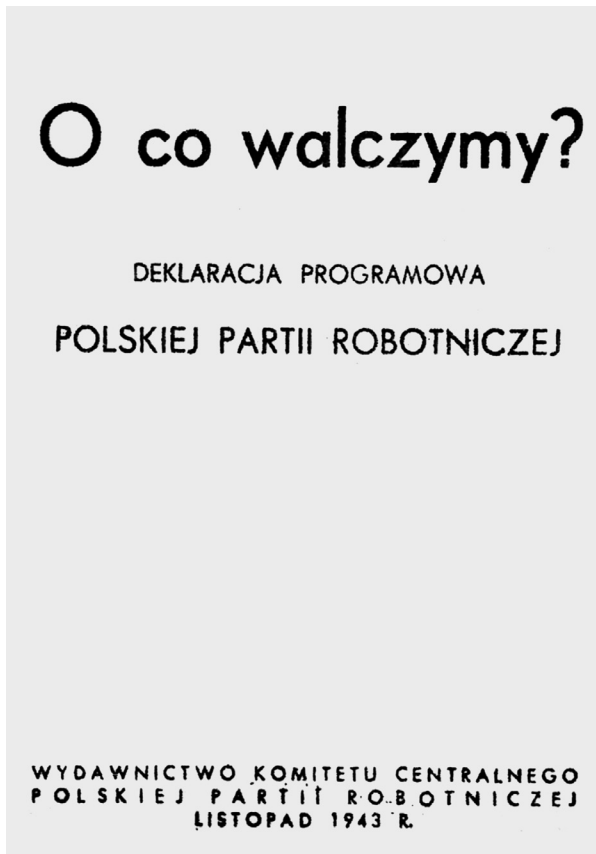 O co walczymy?
DEKLARACJA PROGRAMOWA
POLSKIEJ PARTII ROBOTNICZEJ
WYDAWNICTWO KOMITETU CENTRALNEGO
POLSKIEJ PARTII ROBOTNICZEJ
LISTOPAD 1943 R.